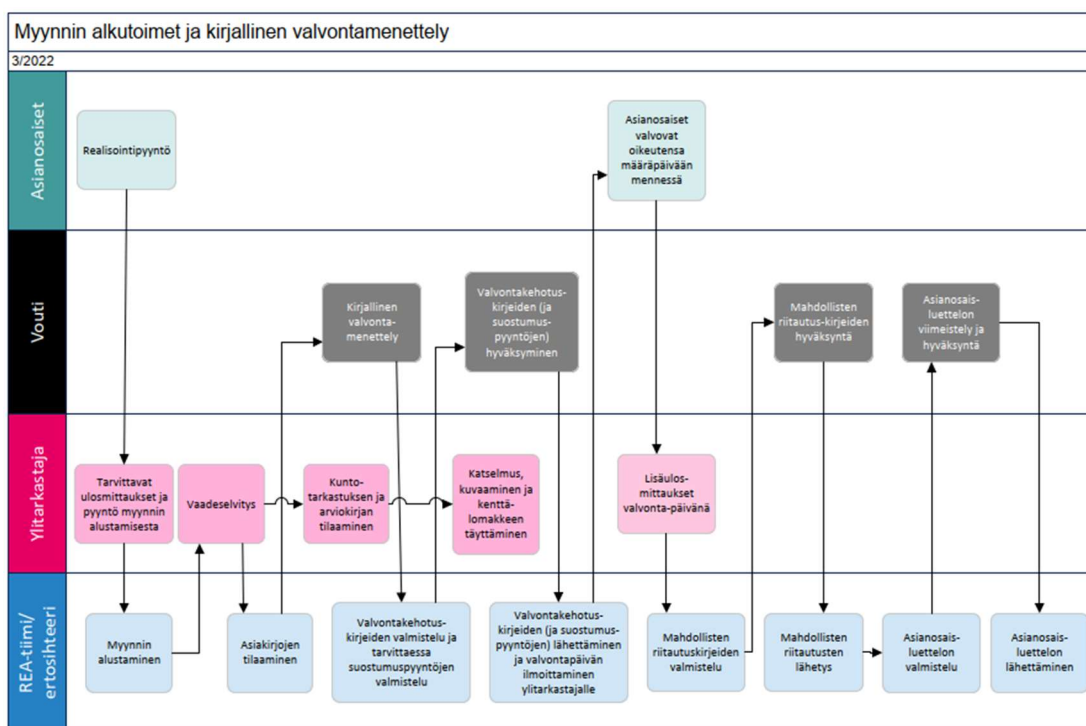 Myynnin alkutoimet ja kirjallinen valvontamenettely
3/2022
Asianosaiset
Realisointipyyntö
Asianosaiset
valvovat
oikeutensa
määräpäivään
mennessä
Vouti
Kirjallinen
valvonta-
menettely
Valvontakehotus-
kirjeiden (ja
suostumus-
pyyntöjen)
hyväksyminen
Mahdollisten
riitautus-kirjeiden
hyväksyntä
Asianosais-
luettelon
viimeistely ja
hyväksyntä
Ylitarkastaja
Tarvittavat
ulosmittaukset ja
pyyntö myynnin
alustamisesta
Vaadeselvitys
Kunto-
tarkastuksen ja
arviokirjan
tilaaminen
Katselmus,
kuvaaminen ja
kenttä-
lomakkeen
täyttäminen
Lisäulos-
mittaukset
valvonta-päivänä
REA-tiimi/
ertosihteeri
Myynnin
alustaminen
Asiakirjojen
tilaaminen
Valvontakehotus-
kirjeiden valmistelu ja
tarvittaessa
suostumuspyyntöjen
valmistelu
Valvontakehotus-
kirjeiden (ja suostumus-
pyyntöjen) lähettäminen
ja valvontapäivän
ilmoittaminen
ylitarkastajalle
Mahdollisten
riitautuskirjeiden
valmistelu
Mahdollisten
riitautusten
lähetys
Asianosais-
luettelon
valmistelu
Asianosais-
luettelon
lähettäminen